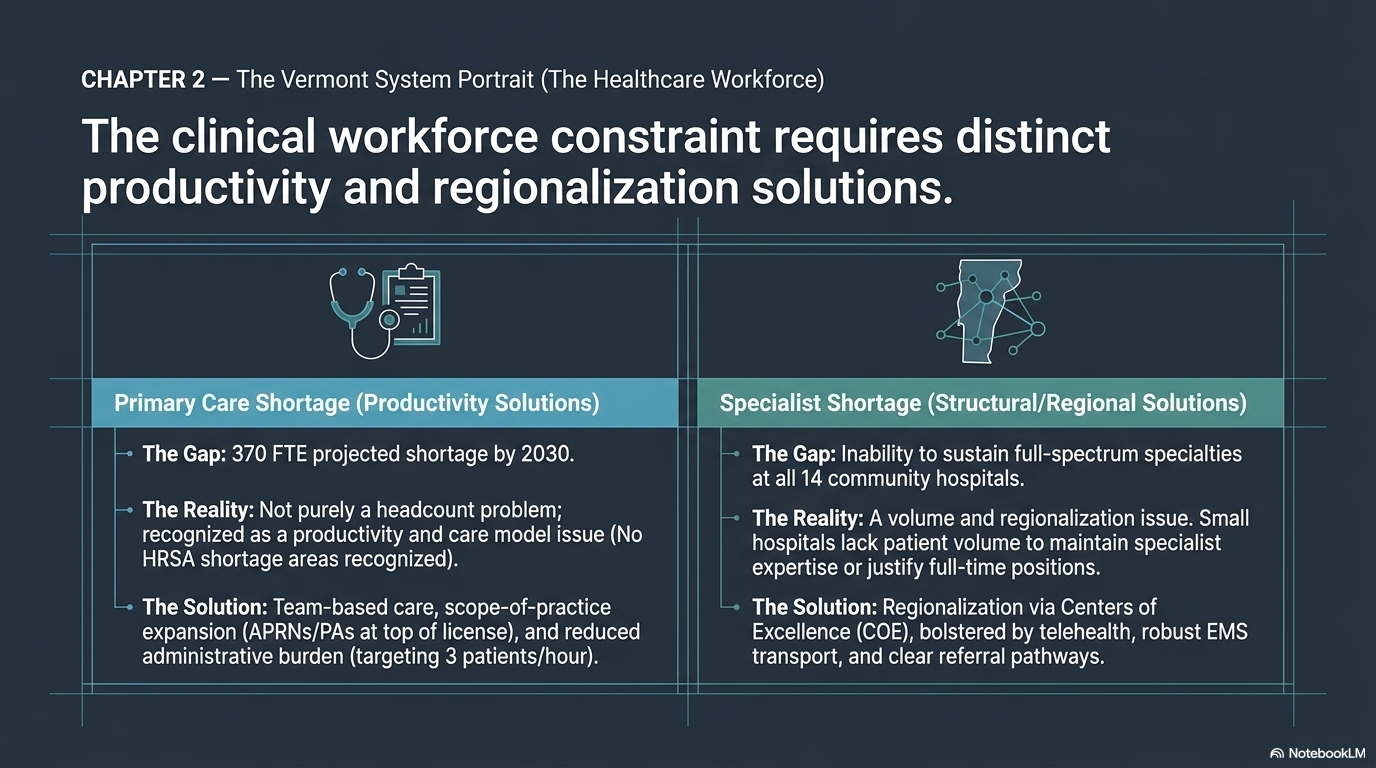 CHAPTER 2 — The Vermont System Portrait (The Healthcare Workforce)
The clinical workforce constraint requires distinct
productivity and regionalization solutions.
Primary Care Shortage (Productivity Solutions)
The Gap: 370 FTE projected shortage by 2030.
The Reality: Not purely a headcount problem;
recognized as a productivity and care model issue (No
HRSA shortage areas recognized).
The Solution: Team-based care, scope-of-practice
expansion (APRNs/PAs at top of license), and reduced
administrative burden (targeting 3 patients/hour).
Specialist Shortage (Structural/Regional Solutions)
The Gap: Inability to sustain full-spectrum specialties
at all 14 community hospitals.
The Reality: A volume and regionalization issue. Small
hospitals lack patient volume to maintain specialist
expertise or justify full-time positions.
The Solution: Regionalization via Centers of
Excellence (COE), bolstered by telehealth, robust EMS
transport, and clear referral pathways.
NotebookLM